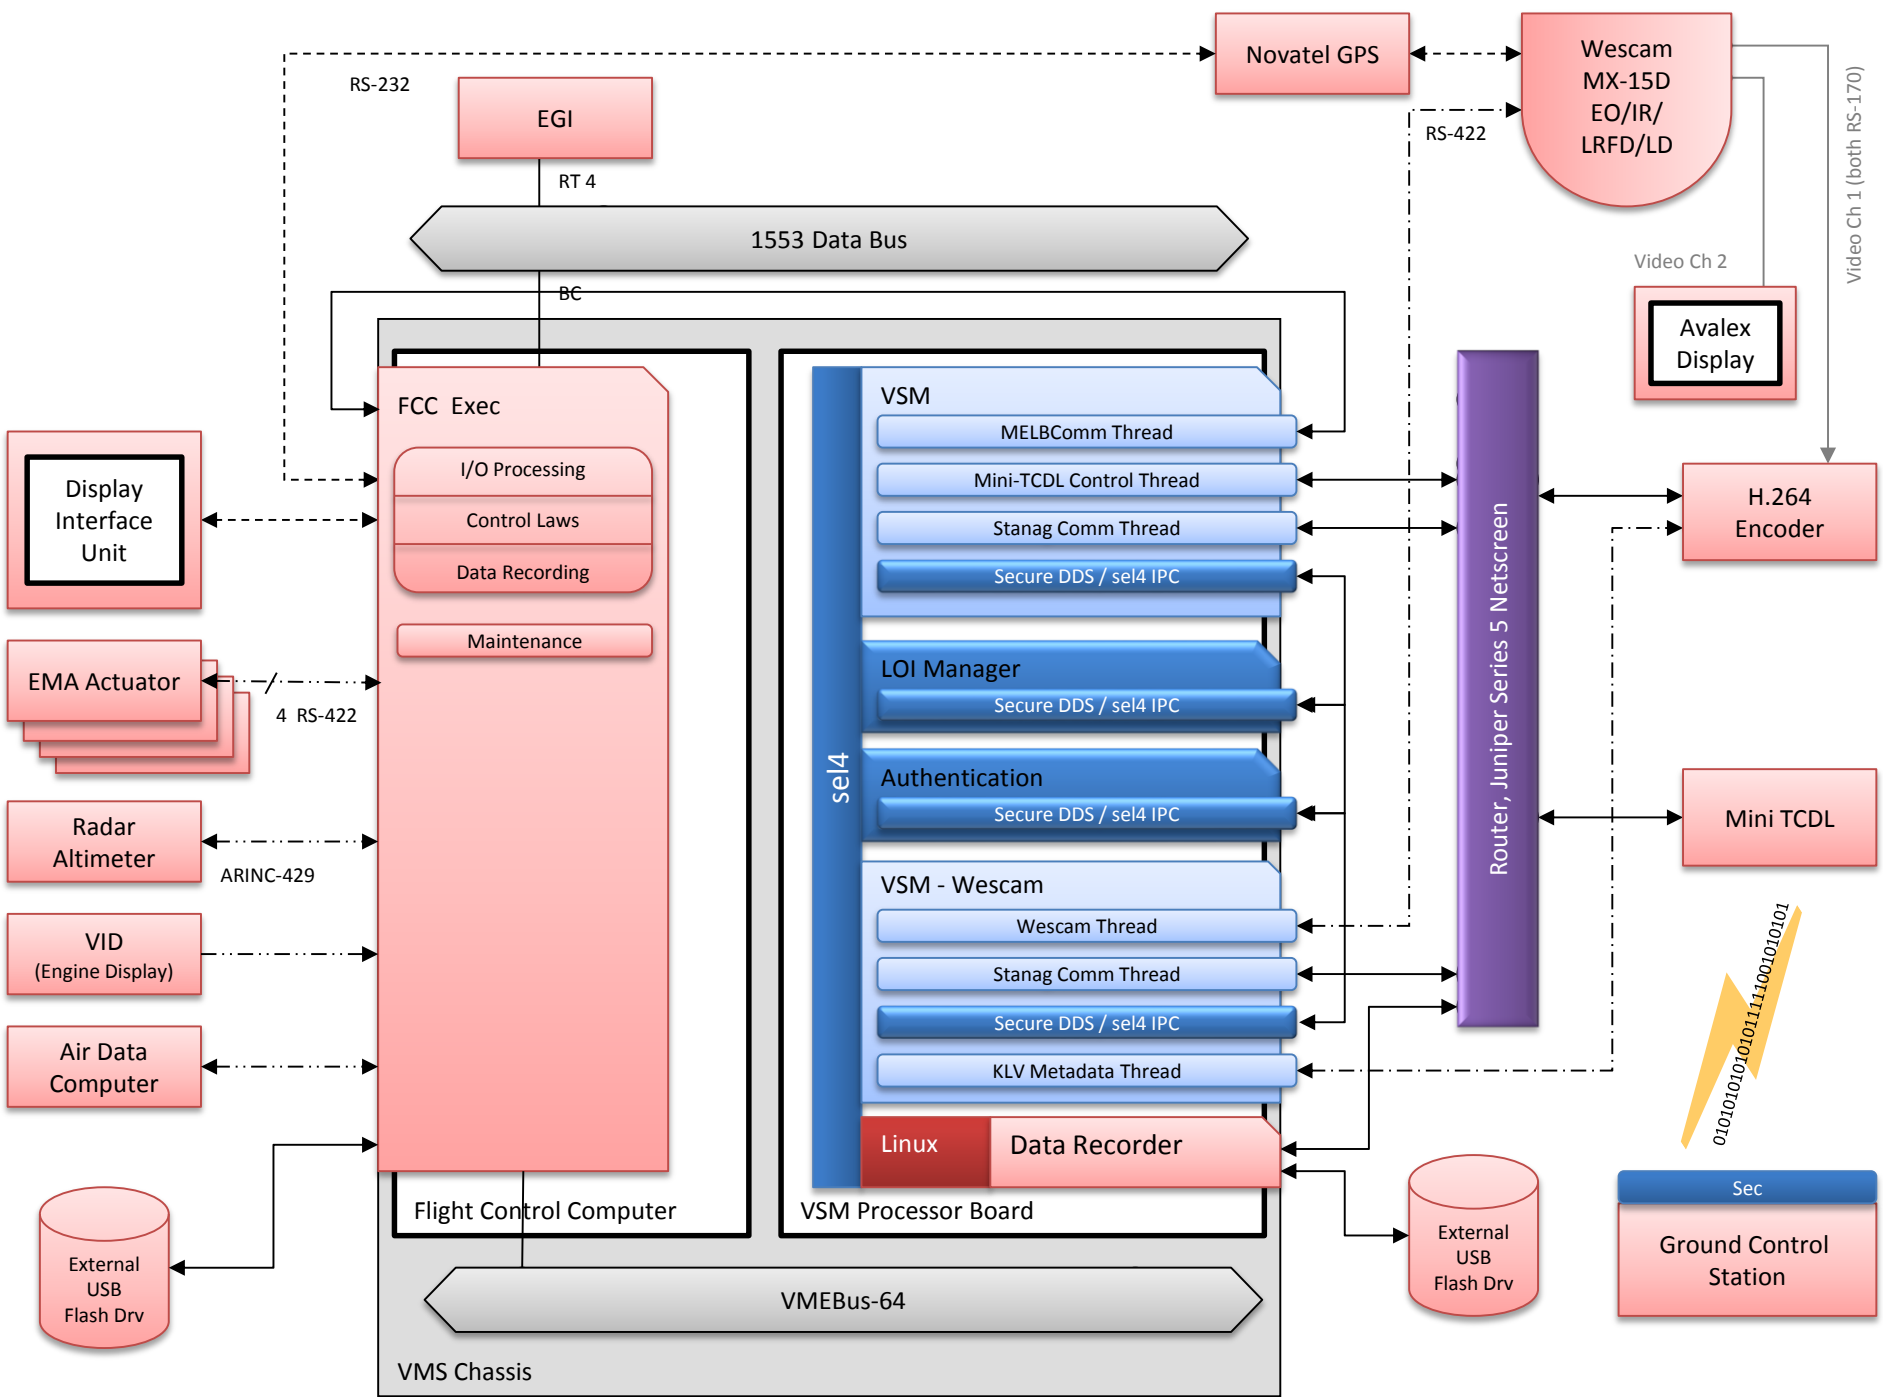 Novatel GPS
Wescam
MX-15D
EO/IR/
LRFD/LD
RS-232
RS-422
Video Ch 1 (both RS-170)
EGI
RT 4
1553 Data Bus
BC
Video Ch 2
Avalex
Display
FCC  Exec
I/O Processing
Control Laws
Data Recording
Maintenance
Display
Interface
Unit
EMA Actuator
4  RS-422
Radar
Altimeter
ARINC-429
VID
(Engine Display)
Air Data
Computer
External
USB
Flash Drv
Flight Control Computer
sel4
VSM
MELBComm Thread
Mini-TCDL Control Thread
Stanag Comm Thread
Secure DDS / sel4 IPC
LOI Manager
Secure DDS / sel4 IPC
Authentication
Secure DDS / sel4 IPC
VSM - Wescam
Wescam Thread
Stanag Comm Thread
Secure DDS / sel4 IPC
KLV Metadata Thread
Linux
Data Recorder
VSM Processor Board
VMEBus-64
VMS Chassis
Router, Juniper Series 5 Netscreen
H.264
Encoder
Mini TCDL
010101010101011111001010101
External
USB
Flash Drv
Sec
Ground Control
Station